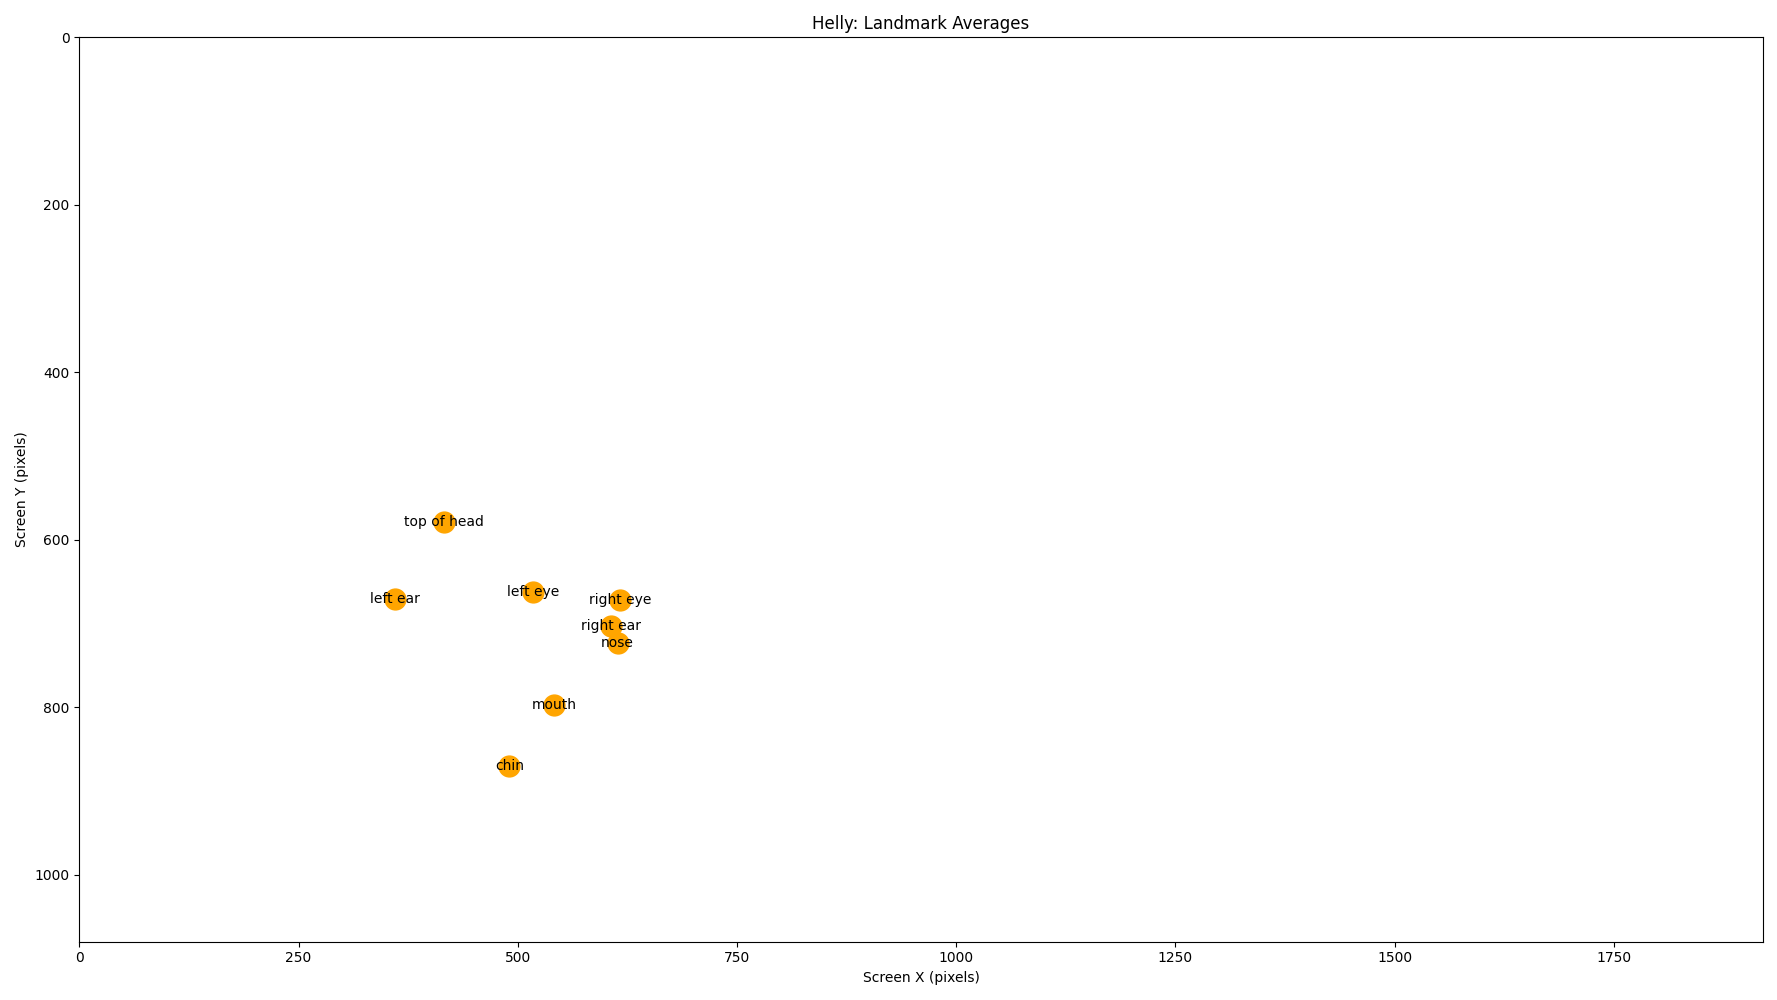 Helly: Landmark Averages
0
200
400
600
800
1000
Screen Y (pixels)
top of head
left ear
left eye
right eye
right ear
nose
mouth
chin
0
250
500
750
1000
1250
1500
1750
Screen X (pixels)